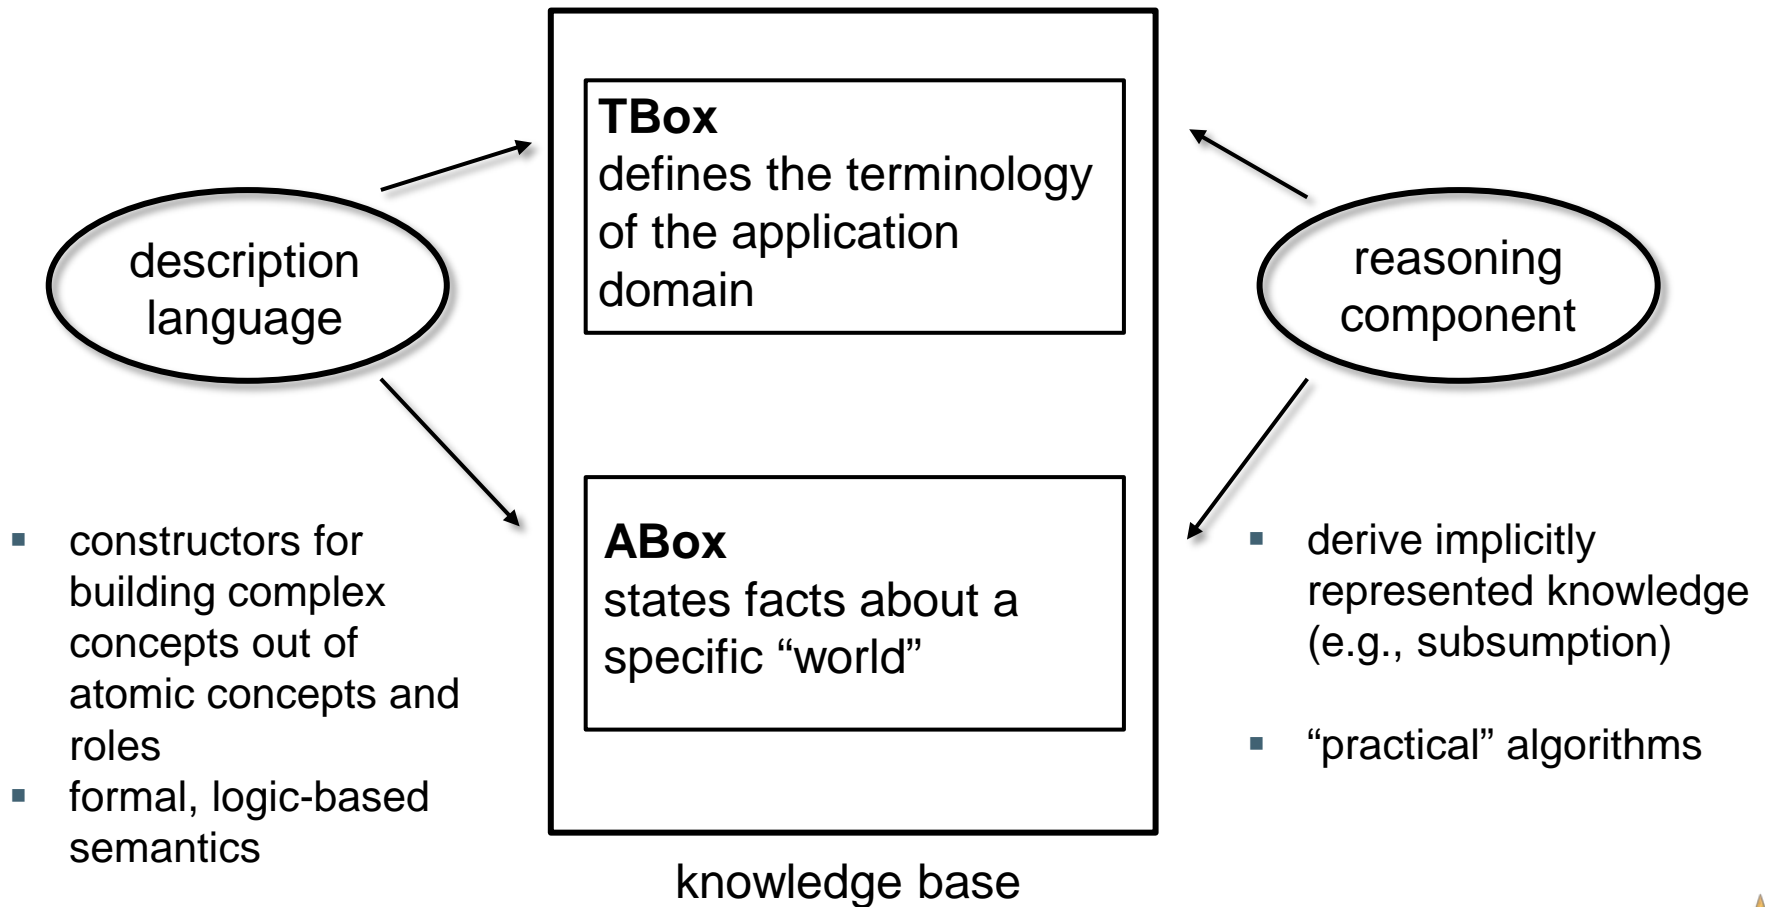 TBox
defines the terminology
of the application
domain
description
language
reasoning
component
▪ constructors for
building complex
concepts out of
atomic concepts and
roles
▪ formal, logic-based
semantics
ABox
states facts about a
specific “world”
▪ derive implicitly
represented knowledge
(e.g., subsumption)
▪ “practical” algorithms
knowledge base